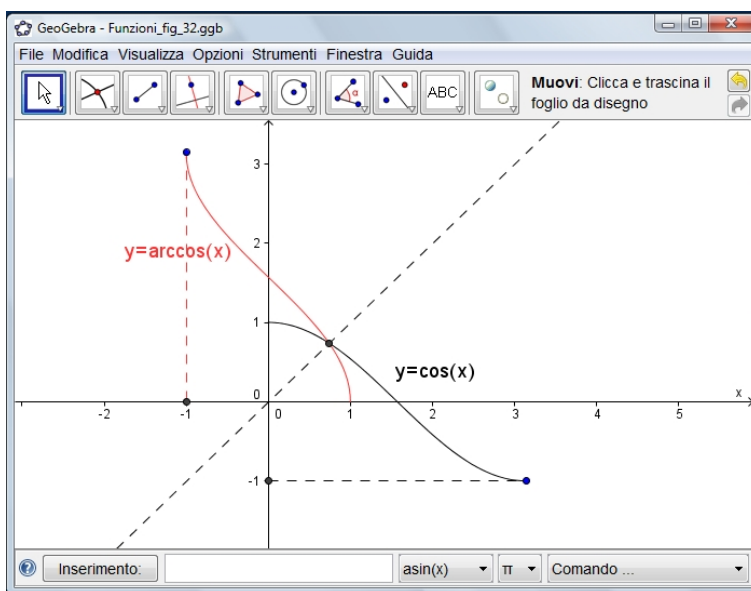 GeoGebra - Funzioni_fig_32.ggb
File Modifica Visualizza Opzioni Strumenti Finestra Guida
ABC
α
Muovi: Clicca e trascina il
foglio da disegno
3
y=arccos(x)
2
1
y=cos(x)
0
x
-2 -1 0 1 2 3 4 5
-1
Inserimento:
asin(x)
π
Comando ...